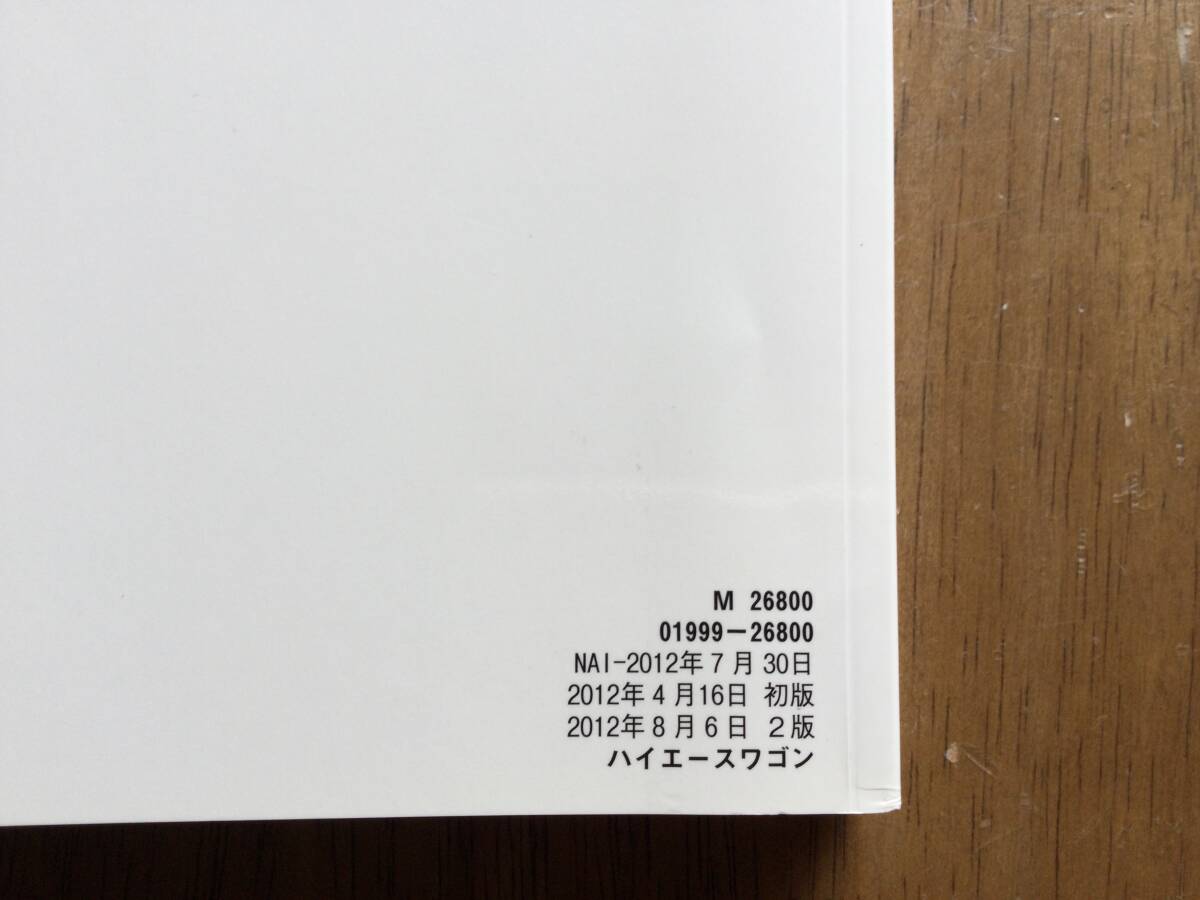 M 26800
01999-26800
NAI-2012年7月30日
2012年4月16日 初版
2012年8月6日 2版
ハイエースワゴン